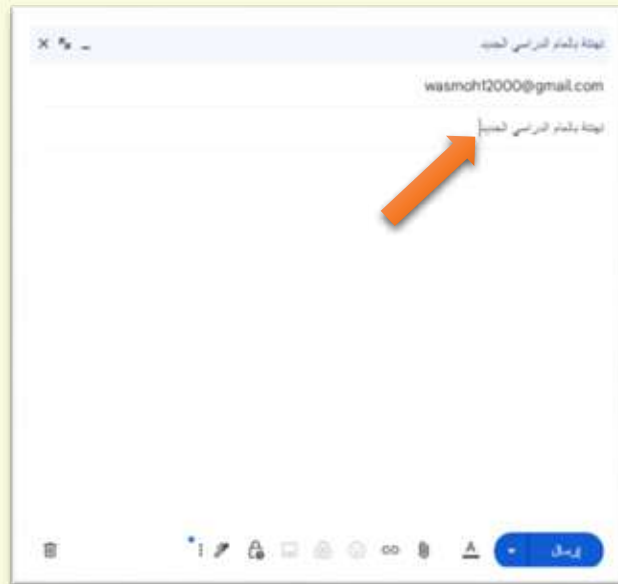 تهنئة بالعام الدراسي الجديد
wasmoht2000@gmail.com
تهنئة بالعام الدراسي الجديد
إرسال